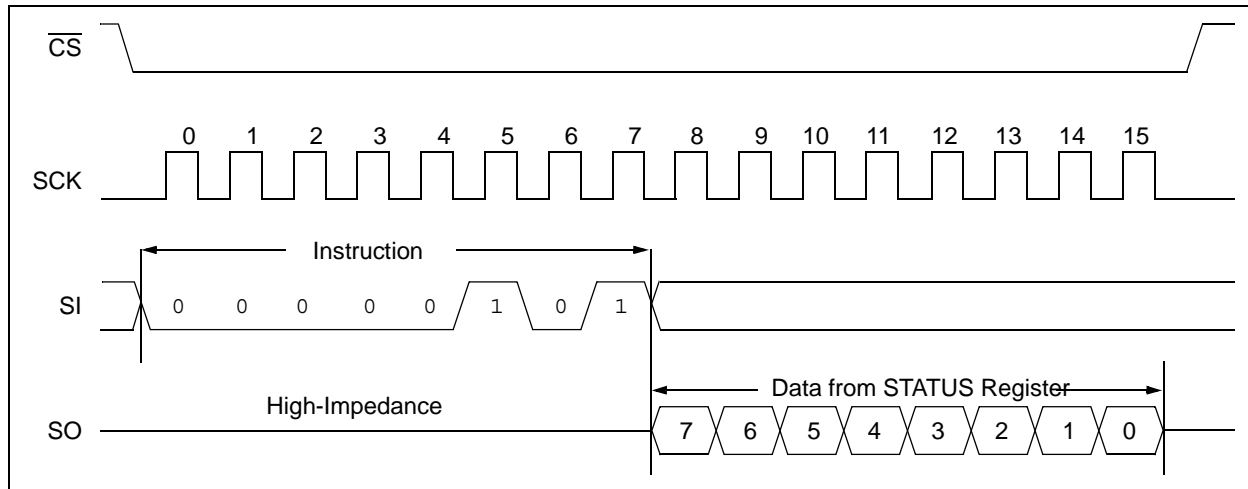 CS
0 1 2 3 4 5 6 7 8 9 10 11 12 13 14 15
SCK
Instruction
SI 0 0 0 0 0 1 0 1
Data from STATUS Register
High-Impedance
SO 7 6 5 4 3 2 1 0